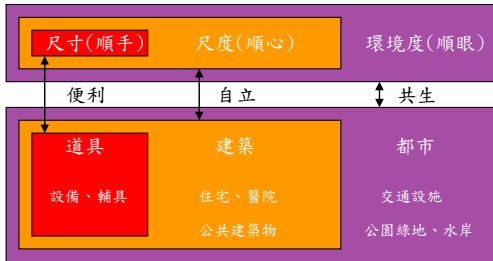 尺寸(順手) 尺度(順心) 環境度(順眼)
便利 自立 共生
道具 建築 都市
設備、輔具 住宅、醫院 交通設施
公共建築物 公園綠地、水岸